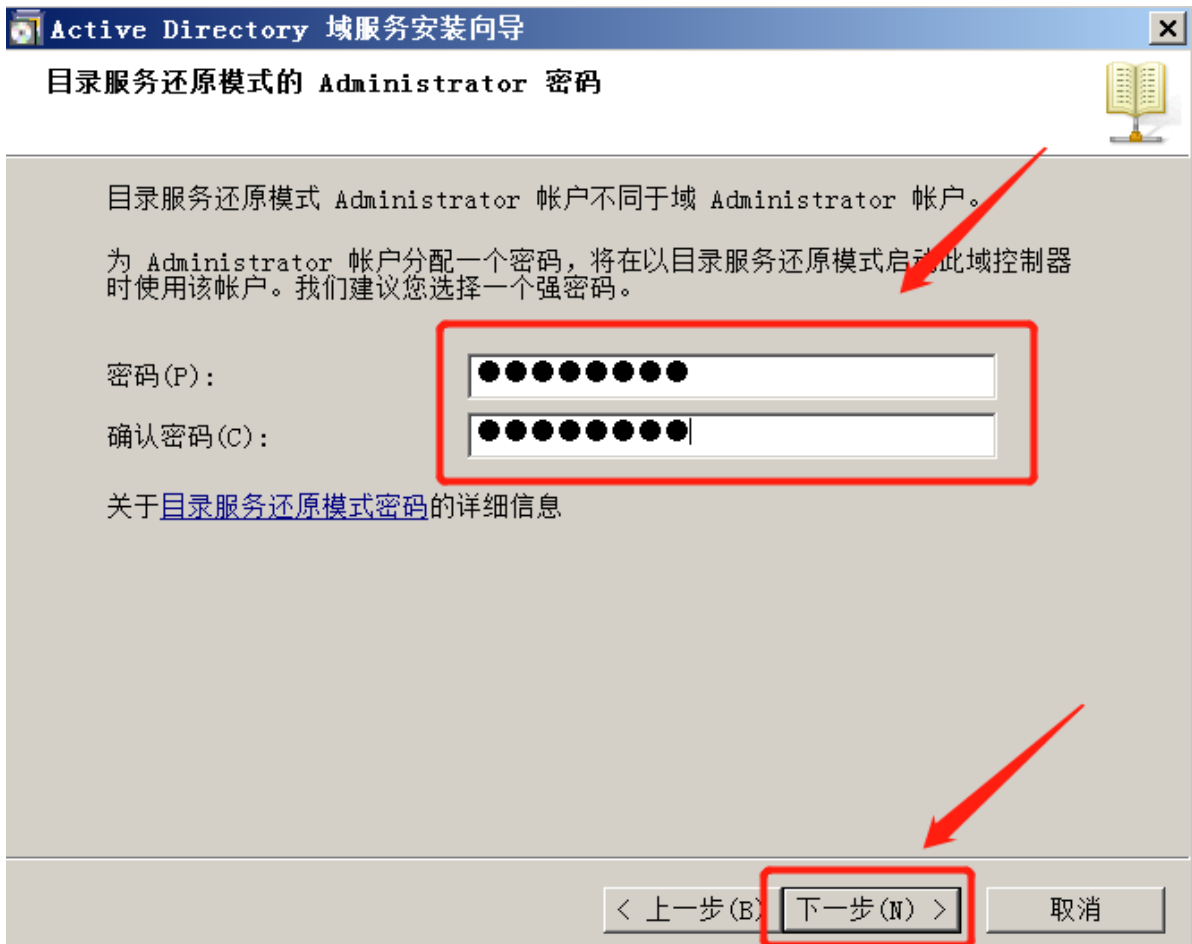 Active Directory 域服务安装向导
目录服务还原模式的 Administrator 密码
目录服务还原模式 Administrator 帐户不同于域 Administrator 帐户。
为 Administrator 帐户分配一个密码，将在以目录服务还原模式启动此域控制器
时使用该帐户。我们建议您选择一个强密码。
密码(P):
确认密码(C):
关于目录服务还原模式密码的详细信息
< 上一步(B) 下一步(N) > 取消